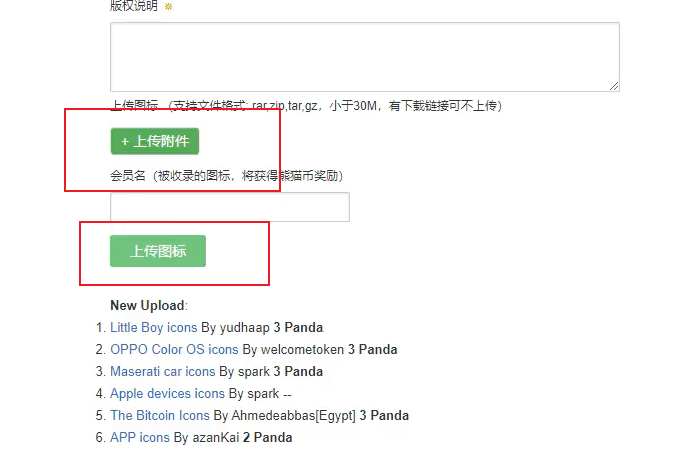 版权说明 ※
上传图标 (支持文件格式: rar,zip,tar,gz，小于30M，有下载链接可不上传）
+ 上传附件
会员名（被收录的图标，将获得熊猫币奖励）
上传图标
New Upload:
1. Little Boy icons By yudhaap 3 Panda
2. OPPO Color OS icons By welcometoken 3 Panda
3. Maserati car icons By spark 3 Panda
4. Apple devices icons By spark --
5. The Bitcoin Icons By Ahmedeabbas[Egypt] 3 Panda
6. APP icons By azanKai 2 Panda